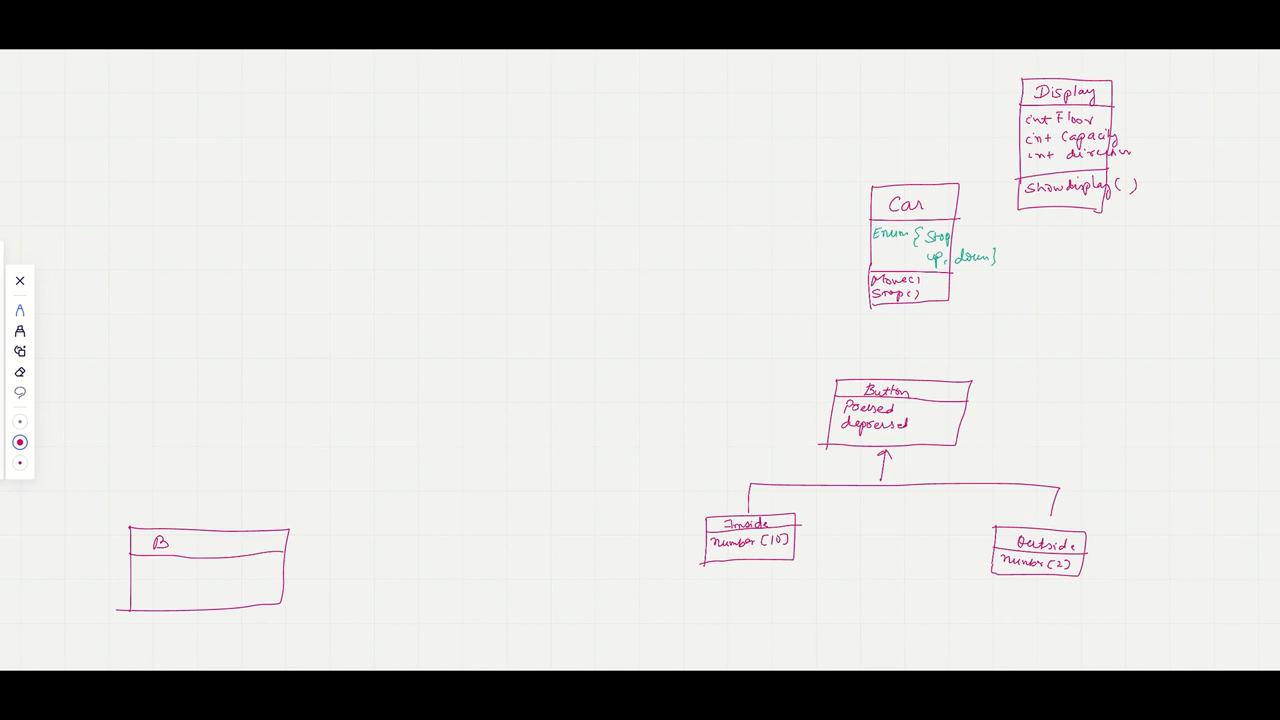 Display
int Floor
int Capacity
int direction
Showdisplay( )
Car
Enum { Stop
up, down}
Move()
Stop()
Button
Pressed
depressed
Inside
number [10]
Outside
number [2]
B